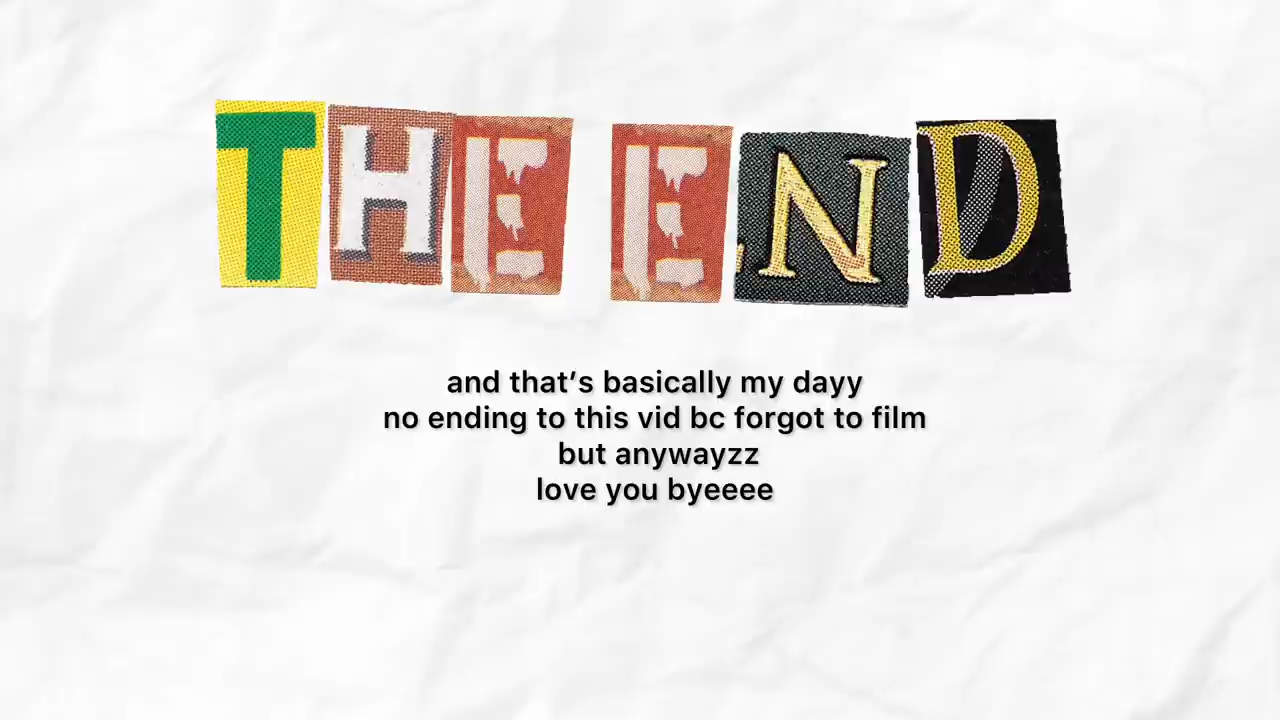 THE END
and that’s basically my dayy
no ending to this vid bc forgot to film
but anywayzz
love you byeeee